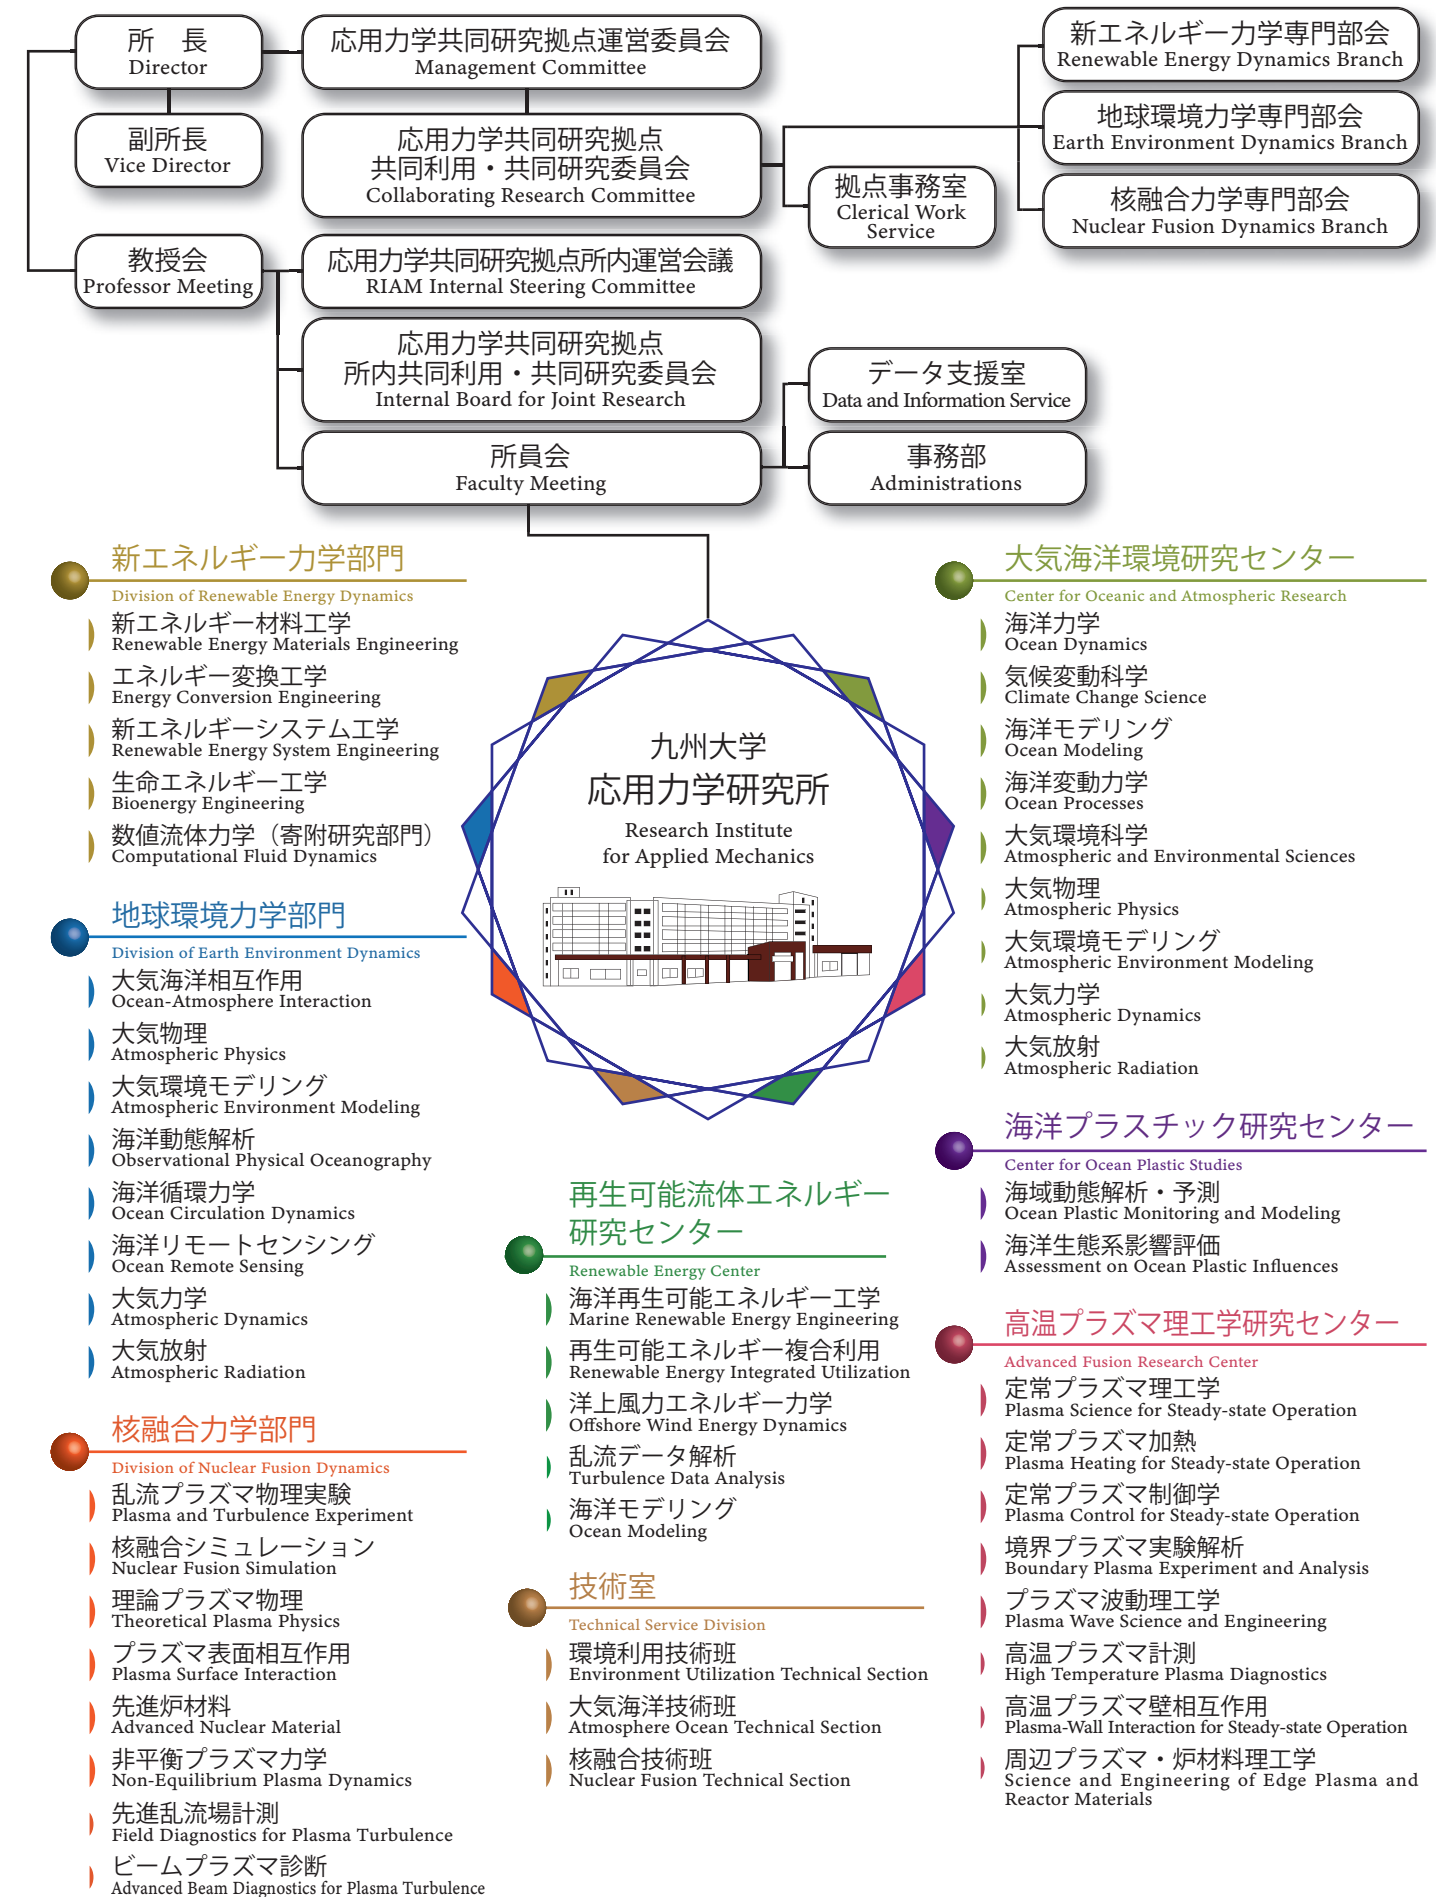 所　長
Director
応用力学共同研究拠点運営委員会
Management Committee
新エネルギー力学専門部会
Renewable Energy Dynamics Branch
副所長
Vice Director
応用力学共同研究拠点
共同利用・共同研究委員会
Collaborating Research Committee
地球環境力学専門部会
Earth Environment Dynamics Branch
拠点事務室
Clerical Work
Service
核融合力学専門部会
Nuclear Fusion Dynamics Branch
教授会
Professor Meeting
応用力学共同研究拠点所内運営会議
RIAM Internal Steering Committee
応用力学共同研究拠点
所内共同利用・共同研究委員会
Internal Board for Joint Research
データ支援室
Data and Information Service
所員会
Faculty Meeting
事務部
Administrations
新エネルギー力学部門
Division of Renewable Energy Dynamics
新エネルギー材料工学
Renewable Energy Materials Engineering
エネルギー変換工学
Energy Conversion Engineering
新エネルギーシステム工学
Renewable Energy System Engineering
生命エネルギー工学
Bioenergy Engineering
数値流体力学（寄附研究部門）
Computational Fluid Dynamics
地球環境力学部門
Division of Earth Environment Dynamics
大気海洋相互作用
Ocean-Atmosphere Interaction
大気物理
Atmospheric Physics
大気環境モデリング
Atmospheric Environment Modeling
海洋動態解析
Observational Physical Oceanography
海洋循環力学
Ocean Circulation Dynamics
海洋リモートセンシング
Ocean Remote Sensing
大気力学
Atmospheric Dynamics
大気放射
Atmospheric Radiation
核融合力学部門
Division of Nuclear Fusion Dynamics
乱流プラズマ物理実験
Plasma and Turbulence Experiment
核融合シミュレーション
Nuclear Fusion Simulation
理論プラズマ物理
Theoretical Plasma Physics
プラズマ表面相互作用
Plasma Surface Interaction
先進炉材料
Advanced Nuclear Material
非平衡プラズマ力学
Non-Equilibrium Plasma Dynamics
先進乱流場計測
Field Diagnostics for Plasma Turbulence
ビームプラズマ診断
Advanced Beam Diagnostics for Plasma Turbulence
九州大学
応用力学研究所
Research Institute
for Applied Mechanics
再生可能流体エネルギー
研究センター
Renewable Energy Center
海洋再生可能エネルギー工学
Marine Renewable Energy Engineering
再生可能エネルギー複合利用
Renewable Energy Integrated Utilization
洋上風力エネルギー力学
Offshore Wind Energy Dynamics
乱流データ解析
Turbulence Data Analysis
海洋モデリング
Ocean Modeling
技術室
Technical Service Division
環境利用技術班
Environment Utilization Technical Section
大気海洋技術班
Atmosphere Ocean Technical Section
核融合技術班
Nuclear Fusion Technical Section
大気海洋環境研究センター
Center for Oceanic and Atmospheric Research
海洋力学
Ocean Dynamics
気候変動科学
Climate Change Science
海洋モデリング
Ocean Modeling
海洋変動力学
Ocean Processes
大気環境科学
Atmospheric and Environmental Sciences
大気物理
Atmospheric Physics
大気環境モデリング
Atmospheric Environment Modeling
大気力学
Atmospheric Dynamics
大気放射
Atmospheric Radiation
海洋プラスチック研究センター
Center for Ocean Plastic Studies
海域動態解析・予測
Ocean Plastic Monitoring and Modeling
海洋生態系影響評価
Assessment on Ocean Plastic Influences
高温プラズマ理工学研究センター
Advanced Fusion Research Center
定常プラズマ理工学
Plasma Science for Steady-state Operation
定常プラズマ加熱
Plasma Heating for Steady-state Operation
定常プラズマ制御学
Plasma Control for Steady-state Operation
境界プラズマ実験解析
Boundary Plasma Experiment and Analysis
プラズマ波動理工学
Plasma Wave Science and Engineering
高温プラズマ計測
High Temperature Plasma Diagnostics
高温プラズマ壁相互作用
Plasma-Wall Interaction for Steady-state Operation
周辺プラズマ・炉材料理工学
Science and Engineering of Edge Plasma and
Reactor Materials